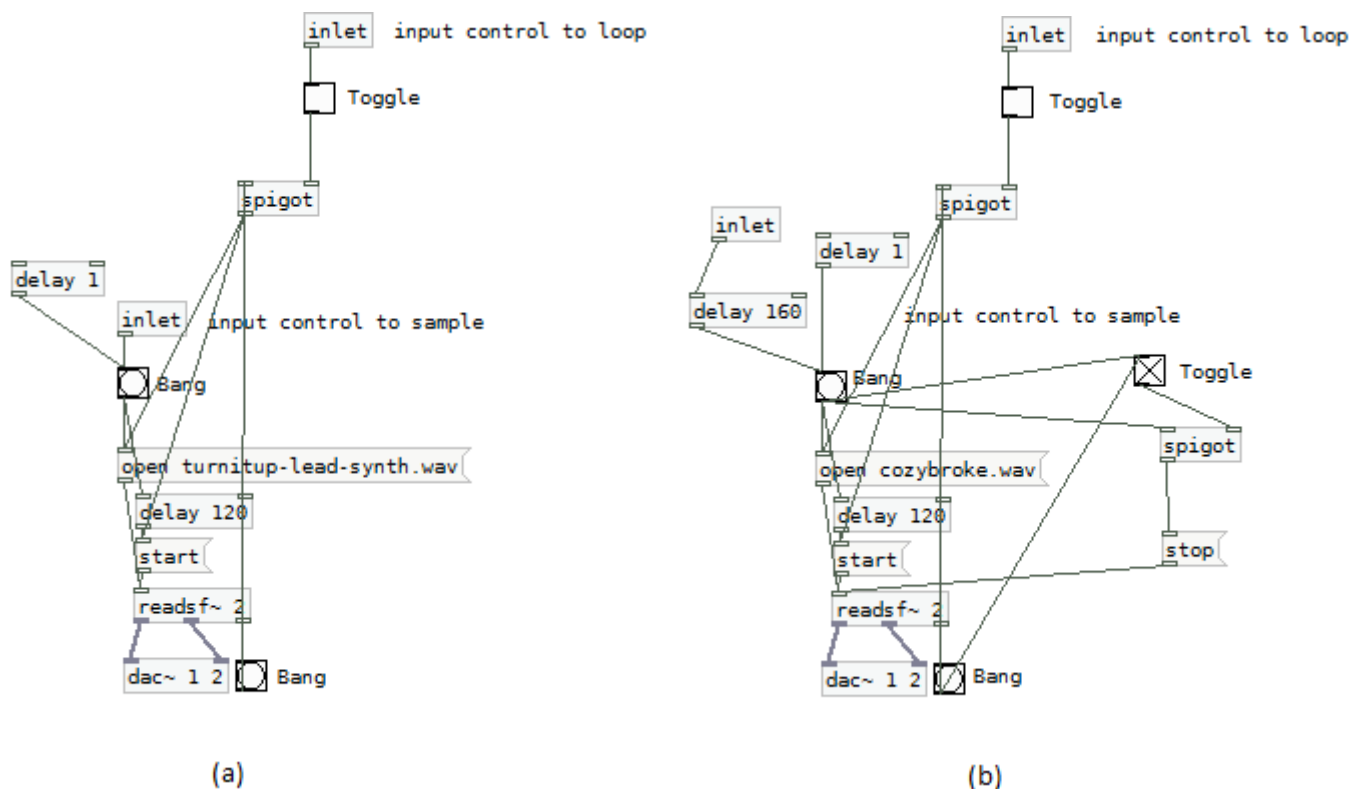 inlet input control to loop
Toggle
spigot
delay 1
inlet input control to sample
Bang
open turnitup-lead-synth.wav
delay 120
start
readsf~ 2
dac~ 1 2 Bang
(a)
inlet input control to loop
Toggle
spigot
inlet
delay 1
delay 160
input control to sample
Bang
Toggle
spigot
open cozybroke.wav
delay 120
start
stop
readsf~ 2
dac~ 1 2 Bang
(b)